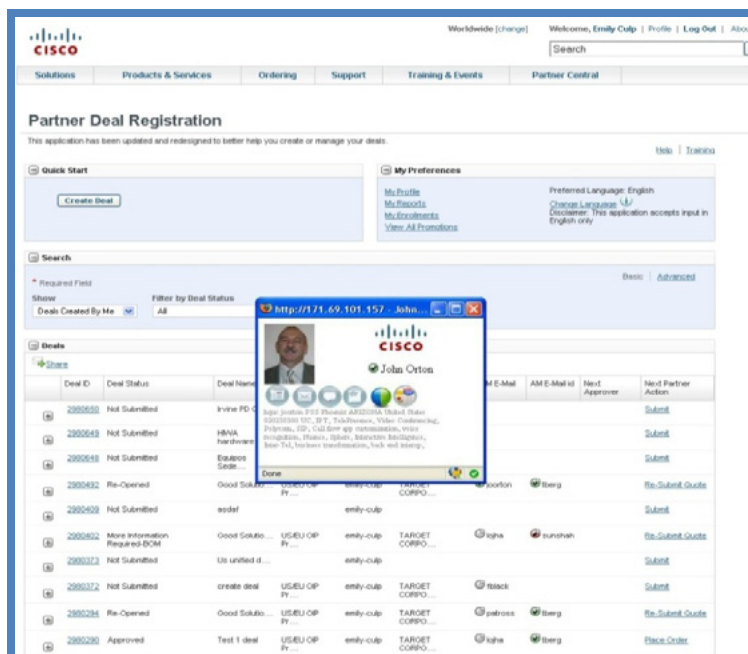 Worldwide [change] Welcome, Emily Culp | Profile | Log Out | Abou
CISCO
Search
Solutions Products & Services Ordering Support Training & Events Partner Central
Partner Deal Registration
This application has been updated and redesigned to better help you create or manage your deals.
Help | Training
Quick Start
Create Deal
My Preferences
My Profile
My Reports
My Enrollments
View All Promotions
Preferred Language: English
Change Language
Disclaimer: This application accepts input in
English only
Search
* Required Field
Basic | Advanced
Show Filter by Deal Status
Deals Created By Me All
http://171.69.101.157 - John...
CISCO
John Orton
Done
Deals
Share
Deal ID Deal Status Deal Name M E-Mail AM E-Mail id Next Approver Next Partner Action
2980650 Not Submitted Irvine PD Submit
2980649 Not Submitted hardware Submit
2980648 Not Submitted Equipos Sede... Submit
2980492 Re-Opened Good Solutio... US/EU OIP Pr... emily-culp TARGET CORPO... joorton fberg Re-Submit Quote
2980409 Not Submitted asdaf emily-culp Submit
2980402 More Information Required-BOM Good Solutio... US/EU OIP Pr... emily-culp TARGET CORPO... lojha sunshah Re-Submit Quote
2980373 Not Submitted Us unified d... emily-culp Submit
2980372 Not Submitted create deal US/EU OIP Pr... emily-culp TARGET CORPO... fblack Submit
2980294 Re-Opened Good Solutio... US/EU OIP Pr... emily-culp TARGET CORPO... patross fberg Re-Submit Quote
2980290 Approved Test 1 deal US/EU OIP Pr... emily-culp TARGET CORPO... lojha fberg Place Order